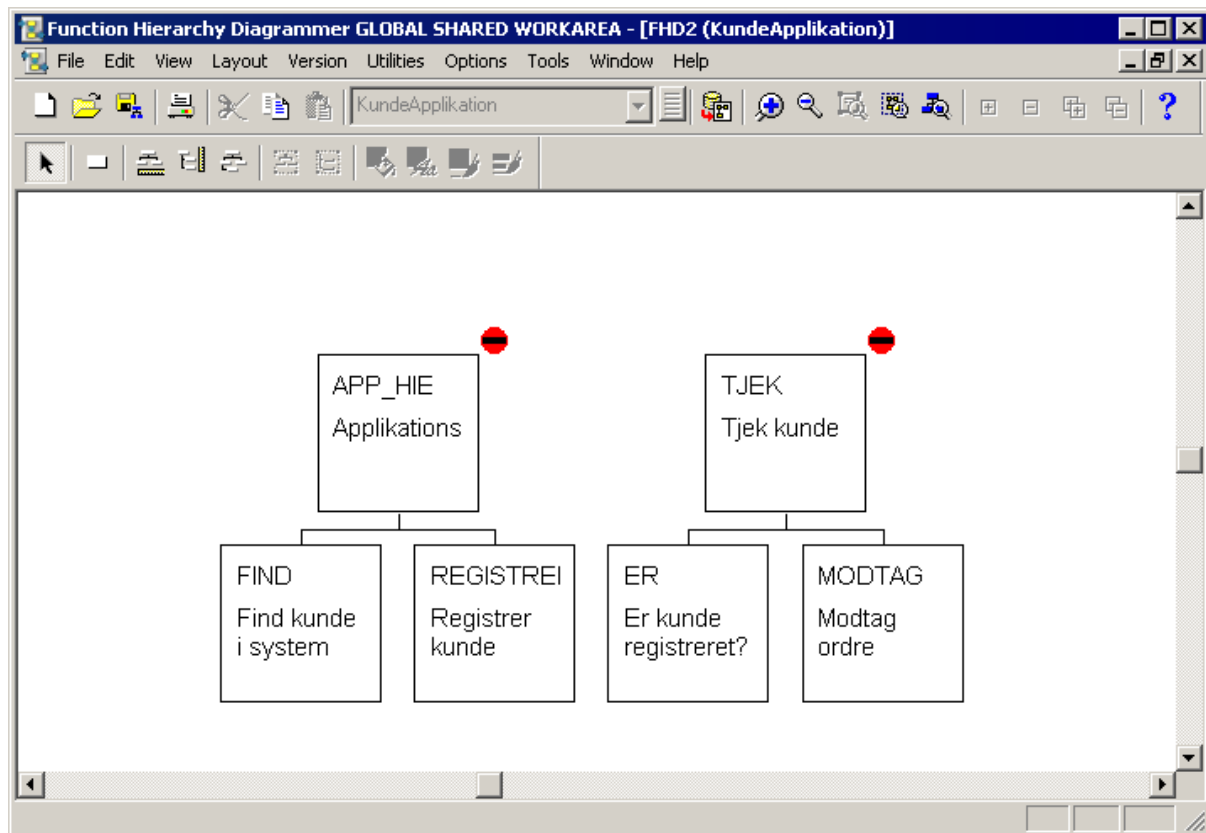 Function Hierarchy Diagrammer GLOBAL SHARED WORKAREA - [FHD2 (KundeApplikation)]
File Edit View Layout Version Utilities Options Tools Window Help
KundeApplikation
APP_HIE
Applikations
TJEK
Tjek kunde
FIND
Find kunde
i system
REGISTREI
Registrer
kunde
ER
Er kunde
registreret?
MODTAG
Modtag
ordre